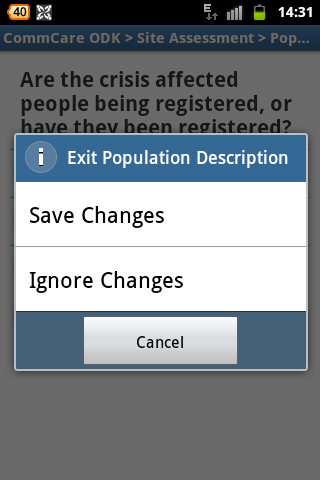 40
E
14:31
CommCare ODK > Site Assessment > Pop...
Are the crisis affected
people being registered, or
have they been registered?
Exit Population Description
Save Changes
Ignore Changes
Cancel